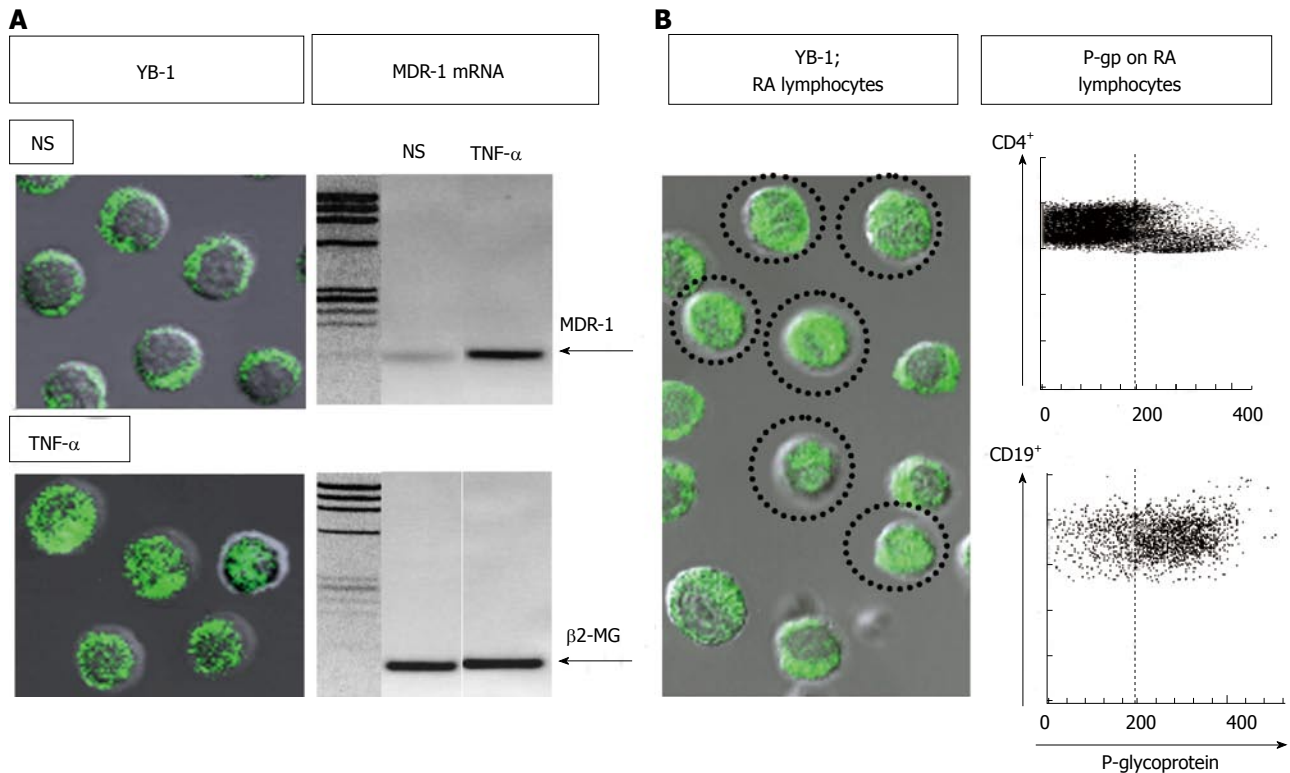 A
B
YB-1
MDR-1 mRNA
YB-1;
RA lymphocytes
P-gp on RA
lymphocytes
NS
NS
TNF-α
CD4+
MDR-1
0
200
400
TNF-α
CD19+
β2-MG
0
200
400
P-glycoprotein